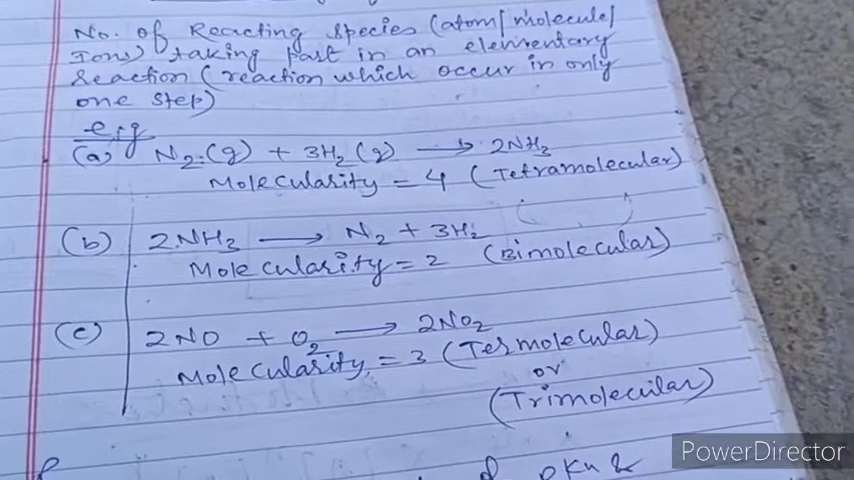 No. of Reacting species (atom/molecule/
Ions) taking part in an elementary
reaction (reaction which occur in only
one step)
e.g
(a) N2(g) + 3H2(g) → 2NH3
Molecularity = 4 (Tetramolecular)
(b) 2NH3 → N2 + 3H2
Molecularity = 2 (Bimolecular)
(c) 2NO + O2 → 2NO2
Molecularity = 3 (Termolecular)
or
(Trimolecular)
PowerDirector